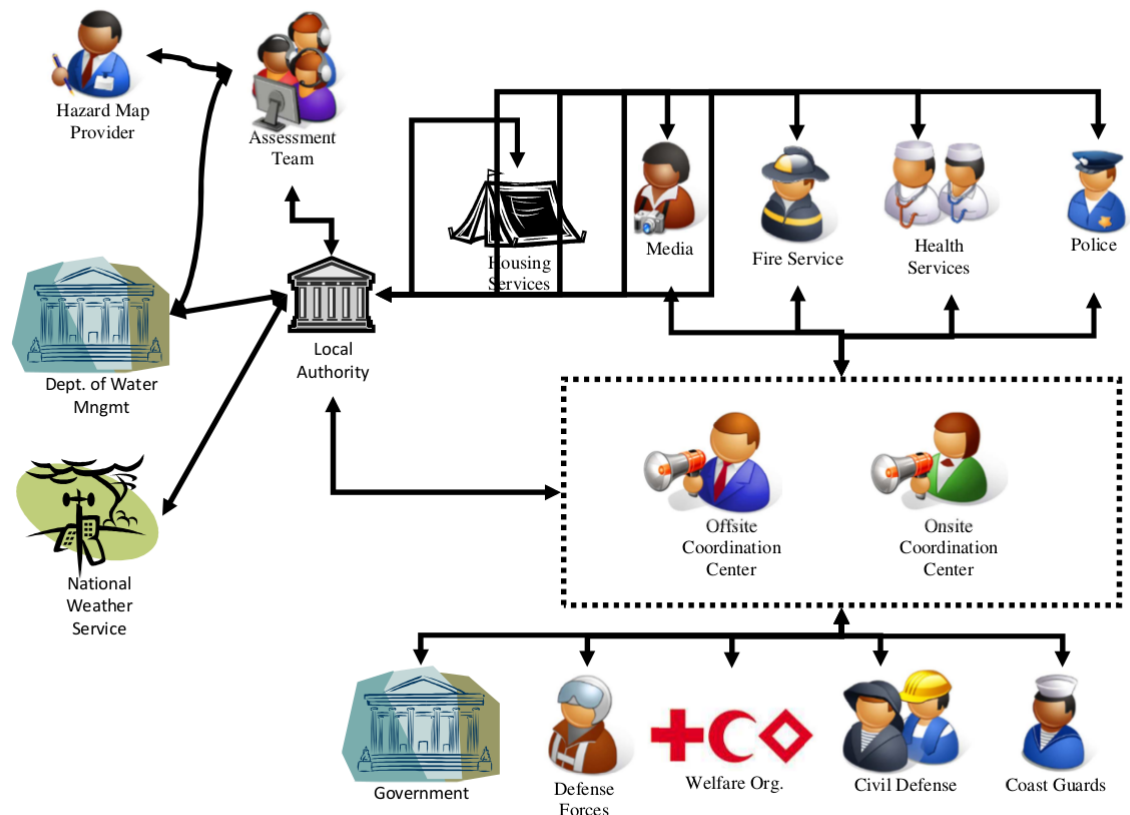 Hazard Map
Provider
Assessment
Team
Housing
Services
Media
Fire Service
Health
Services
Police
Local
Authority
Dept. of Water
Mngmt
National
Weather
Service
Offsite
Coordination
Center
Onsite
Coordination
Center
Government
Defense
Forces
Welfare Org.
Civil Defense
Coast Guards